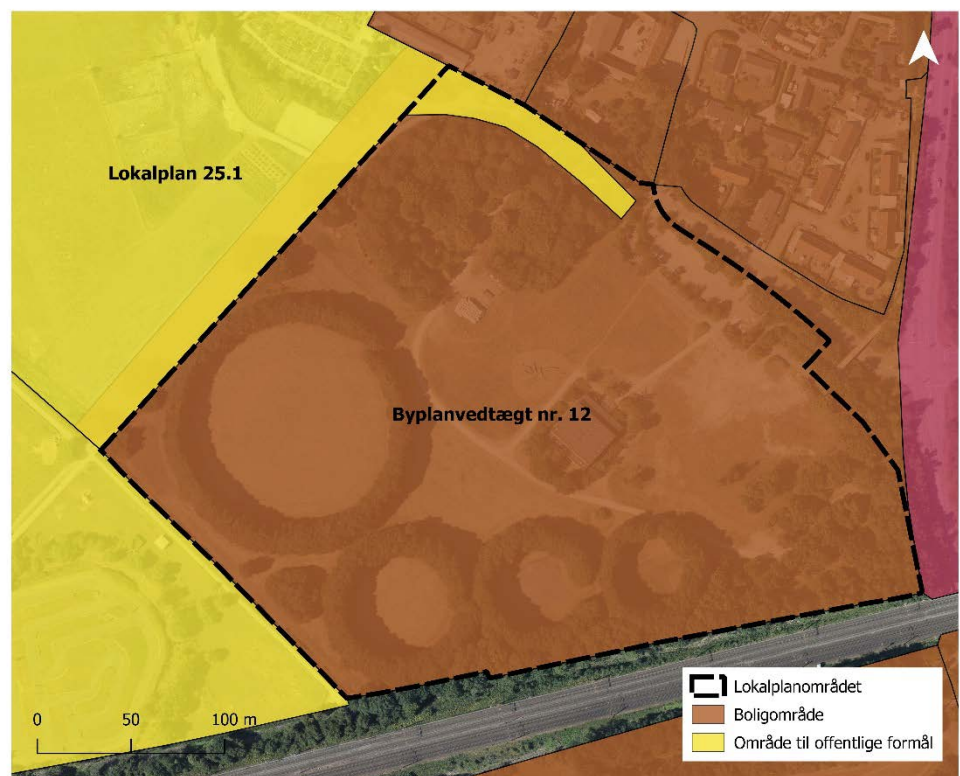 Lokalplan 25.1
Byplanvedtægt nr. 12
Lokalplanområdet
Boligområde
Område til offentlige formål
0 50 100 m